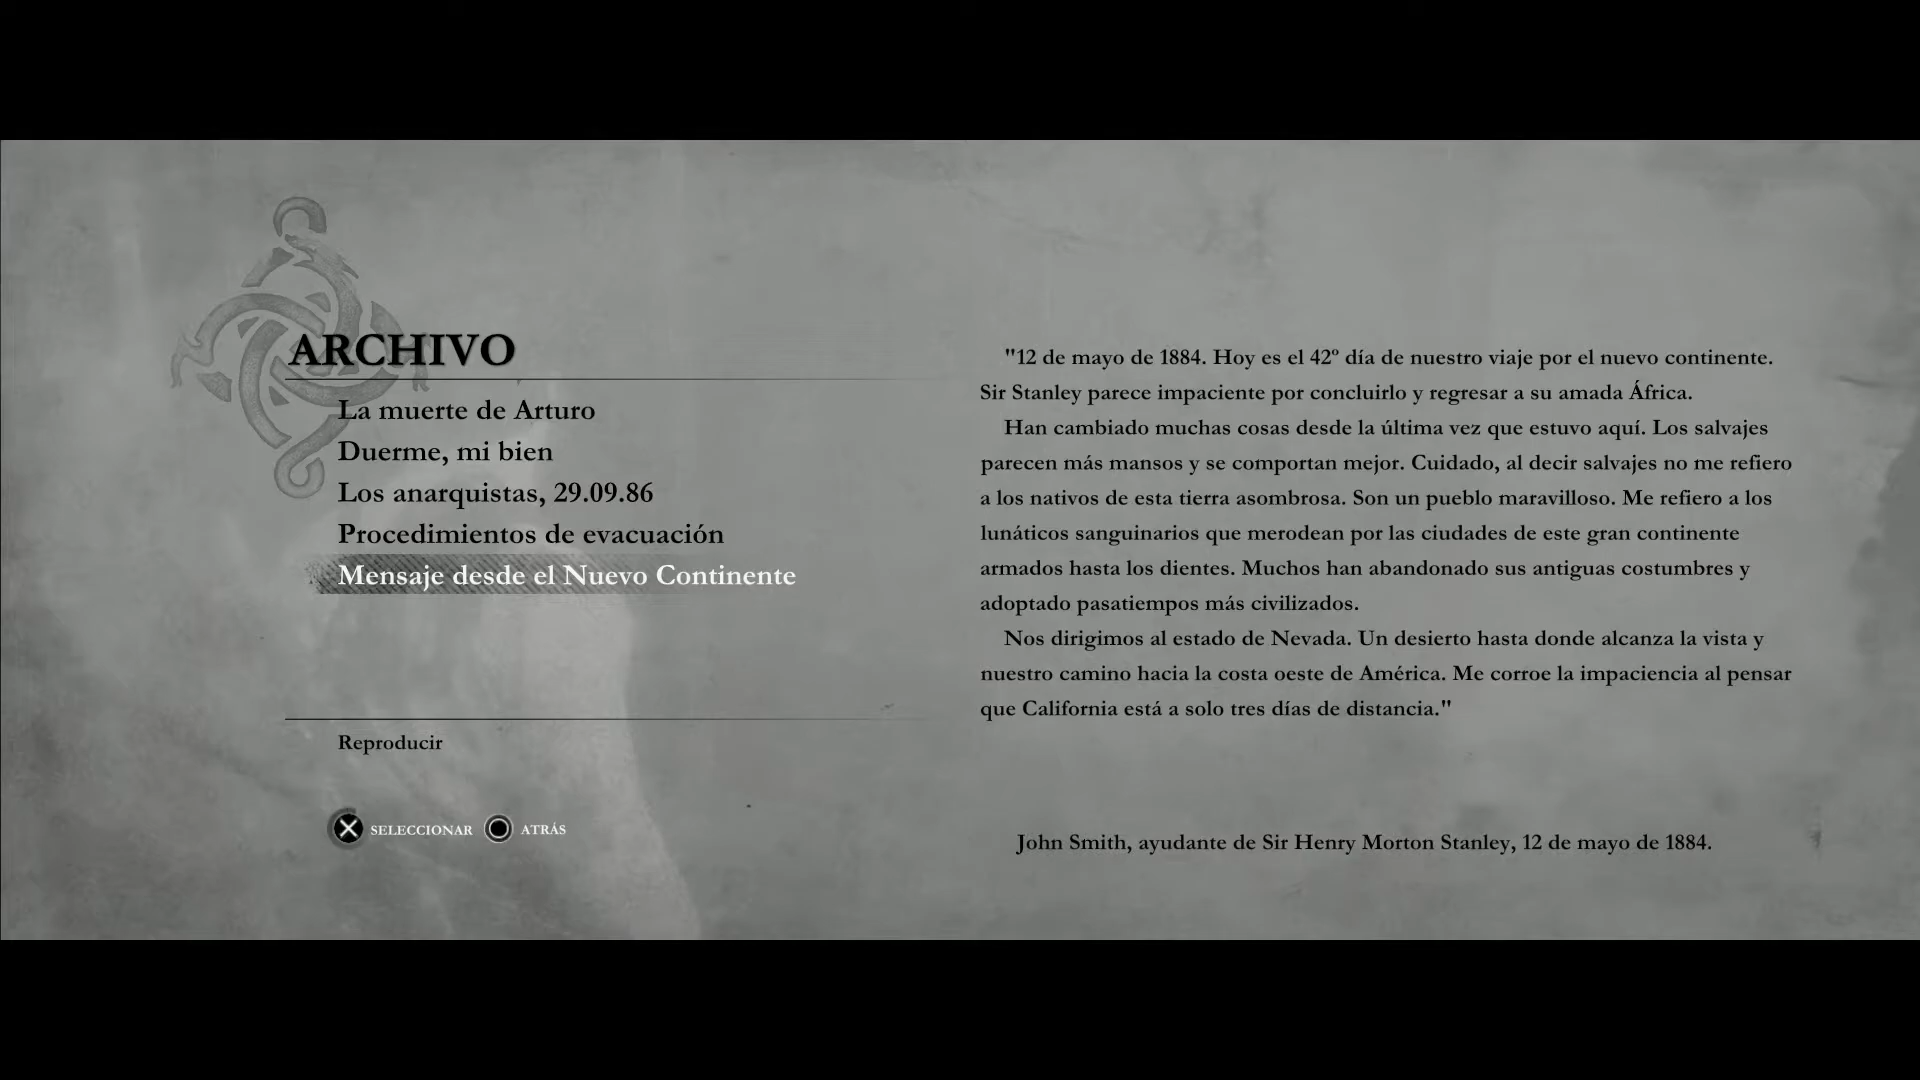 ARCHIVO
La muerte de Arturo
Duerme, mi bien
Los anarquistas, 29.09.86
Procedimientos de evacuación
Mensaje desde el Nuevo Continente
Reproducir
SELECCIONAR ATRÁS
"12 de mayo de 1884. Hoy es el 42º día de nuestro viaje por el nuevo continente.
Sir Stanley parece impaciente por concluirlo y regresar a su amada África.
Han cambiado muchas cosas desde la última vez que estuvo aquí. Los salvajes
parecen más mansos y se comportan mejor. Cuidado, al decir salvajes no me refiero
a los nativos de esta tierra asombrosa. Son un pueblo maravilloso. Me refiero a los
lunáticos sanguinarios que merodean por las ciudades de este gran continente
armados hasta los dientes. Muchos han abandonado sus antiguas costumbres y
adoptado pasatiempos más civilizados.
Nos dirigimos al estado de Nevada. Un desierto hasta donde alcanza la vista y
nuestro camino hacia la costa oeste de América. Me corroe la impaciencia al pensar
que California está a solo tres días de distancia."
John Smith, ayudante de Sir Henry Morton Stanley, 12 de mayo de 1884.